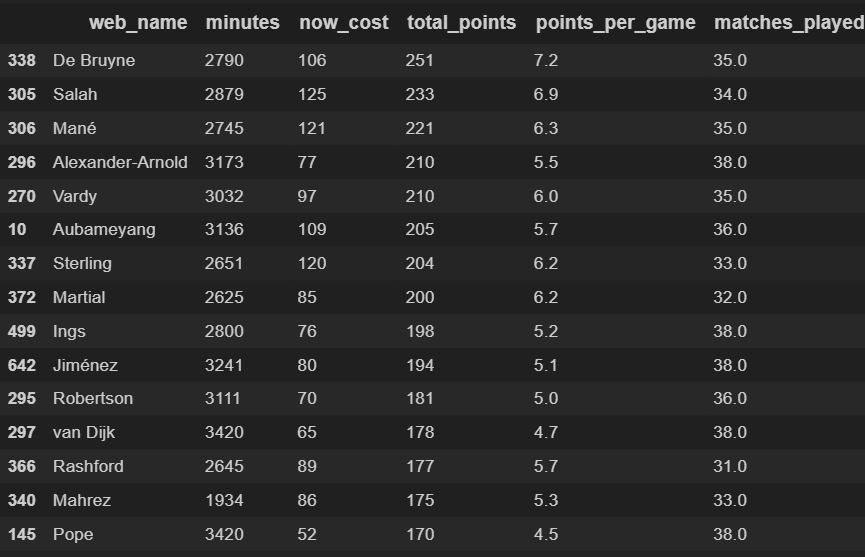 web_name minutes now_cost total_points points_per_game matches_played
338 De Bruyne 2790 106 251 7.2 35.0
305 Salah 2879 125 233 6.9 34.0
306 Mané 2745 121 221 6.3 35.0
296 Alexander-Arnold 3173 77 210 5.5 38.0
270 Vardy 3032 97 210 6.0 35.0
10 Aubameyang 3136 109 205 5.7 36.0
337 Sterling 2651 120 204 6.2 33.0
372 Martial 2625 85 200 6.2 32.0
499 Ings 2800 76 198 5.2 38.0
642 Jiménez 3241 80 194 5.1 38.0
295 Robertson 3111 70 181 5.0 36.0
297 van Dijk 3420 65 178 4.7 38.0
366 Rashford 2645 89 177 5.7 31.0
340 Mahrez 1934 86 175 5.3 33.0
145 Pope 3420 52 170 4.5 38.0